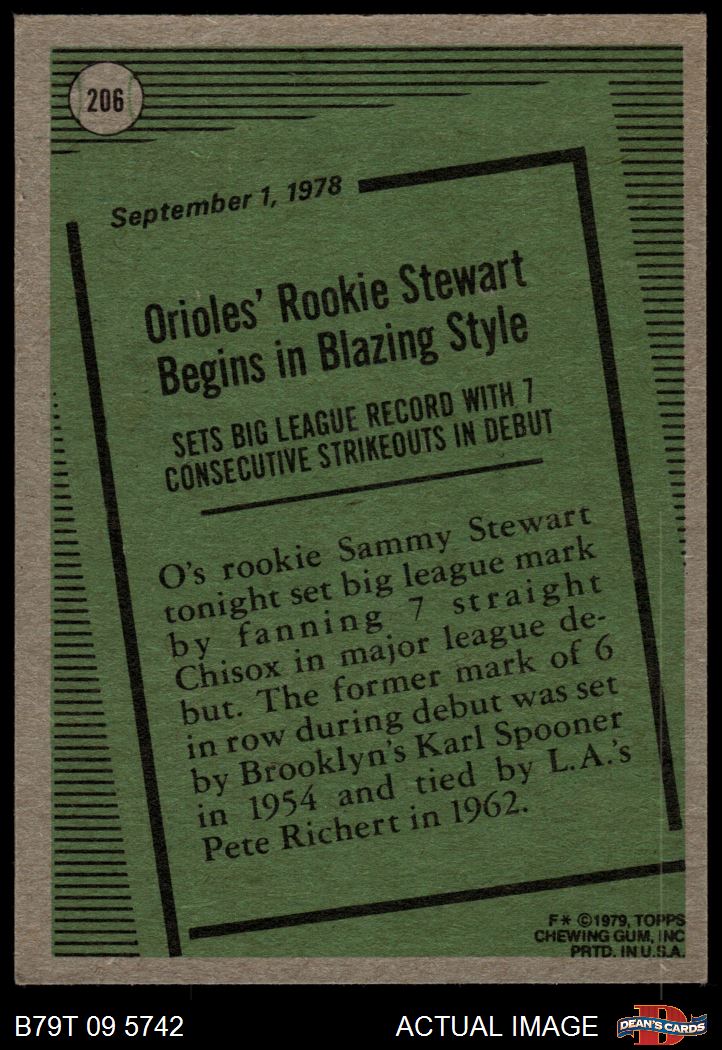 206
September 1, 1978
Orioles' Rookie Stewart
Begins in Blazing Style
SETS BIG LEAGUE RECORD WITH 7
CONSECUTIVE STRIKEOUTS IN DEBUT
O's rookie Sammy Stewart
tonight set big league mark
by fanning 7 straight
Chisox in major league de-
but. The former mark of 6
in row during debut was set
by Brooklyn's Karl Spooner
in 1954 and tied by L.A.'s
Pete Richert in 1962.
F* ©1979, TOPPS
CHEWING GUM, INC
PRTD. IN U.S.A.
B79T 09 5742
ACTUAL IMAGE
D
DEAN'S CARDS